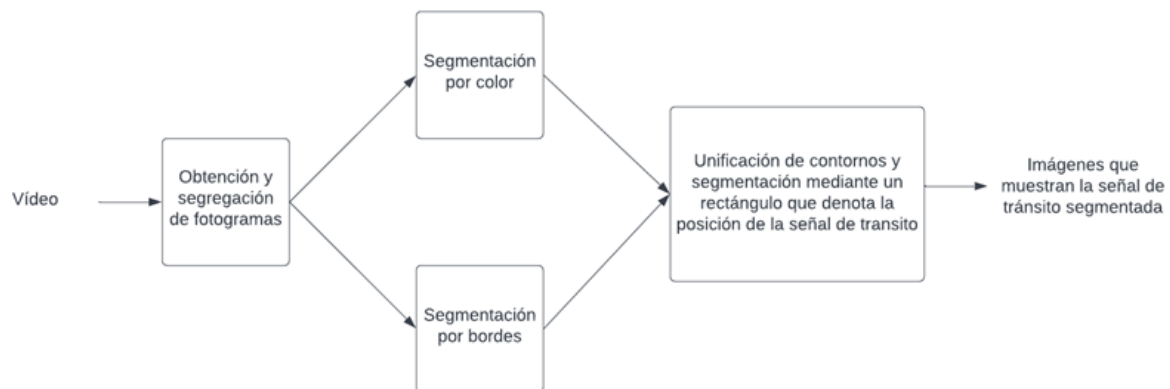 Vídeo
Obtención y
segregación
de fotogramas
Segmentación
por color
Segmentación
por bordes
Unificación de contornos y
segmentación mediante un
rectángulo que denota la
posición de la señal de transito
Imágenes que
muestran la señal de
tránsito segmentada